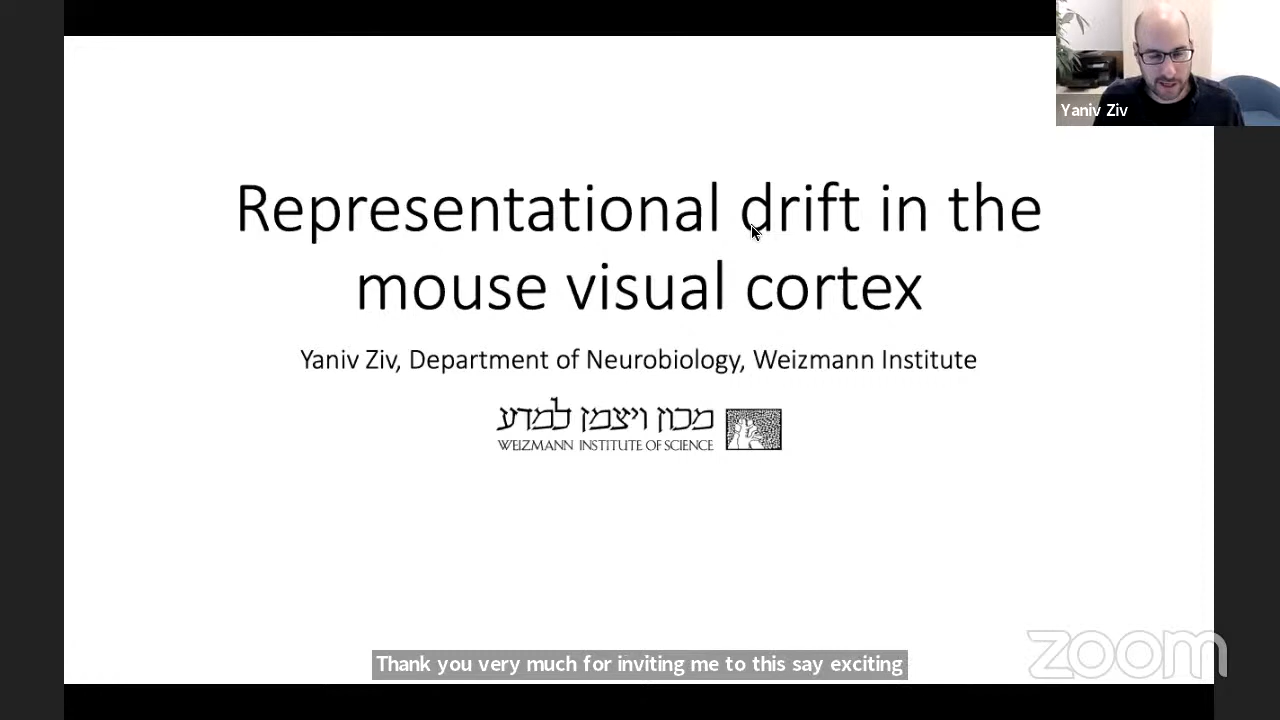 Yaniv Ziv
Representational drift in the
mouse visual cortex
Yaniv Ziv, Department of Neurobiology, Weizmann Institute
מכון ויצמן למדע
WEIZMANN INSTITUTE OF SCIENCE
Thank you very much for inviting me to this say exciting
zoom